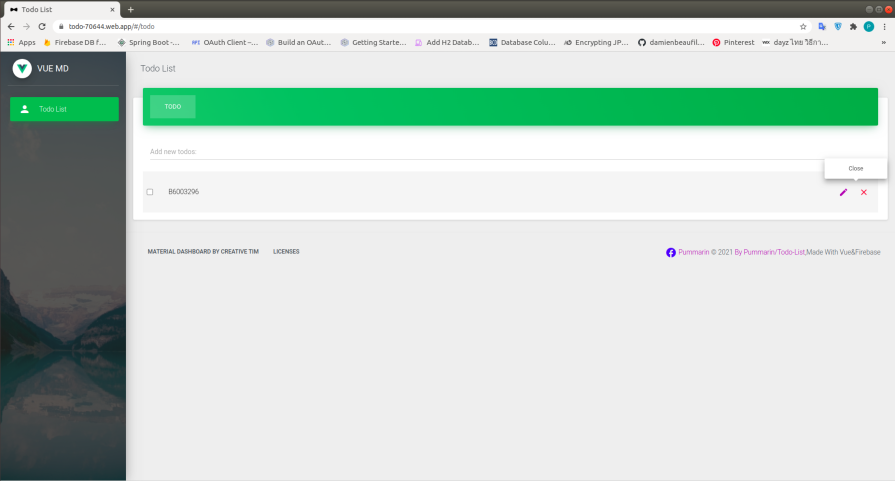 Todo List
todo-70644.web.app/#/todo
Apps Firebase DB f... Spring Boot -... OAuth Client -... Build an OAut... Getting Starte... Add H2 Datab... Database Colu... Encrypting JP... damienbeaufil... Pinterest dayz ไทย วิธีกา... »
VUE MD
Todo List
Todo List
TODO
Add new todos:
Close
B6003296
MATERIAL DASHBOARD BY CREATIVE TIM LICENSES
Pummarin © 2021 By Pummarin/Todo-List,Made With Vue&Firebase